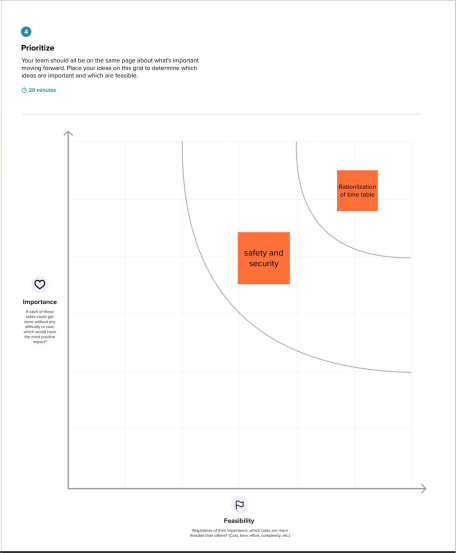 4
Prioritize
Your team should all be on the same page about what's important
moving forward. Place your ideas on this grid to determine which
ideas are important and which are feasible.
20 minutes
Rationlization
of time table
safety and
security
Importance
If each of these
tasks could get
done without any
difficulty or cost,
which would have
the most positive
impact?
Feasibility
Regardless of their importance, which tasks are more
feasible than others? (Cost, time, effort, complexity, etc.)